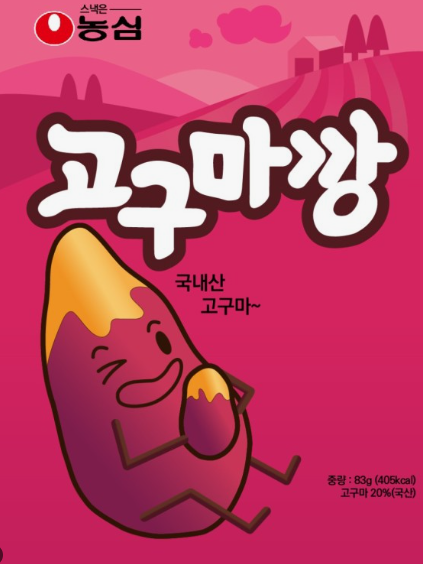 스낵은
농심
고구마깡
국내산
고구마~
중량 : 83g (405kcal)
고구마 20%(국산)